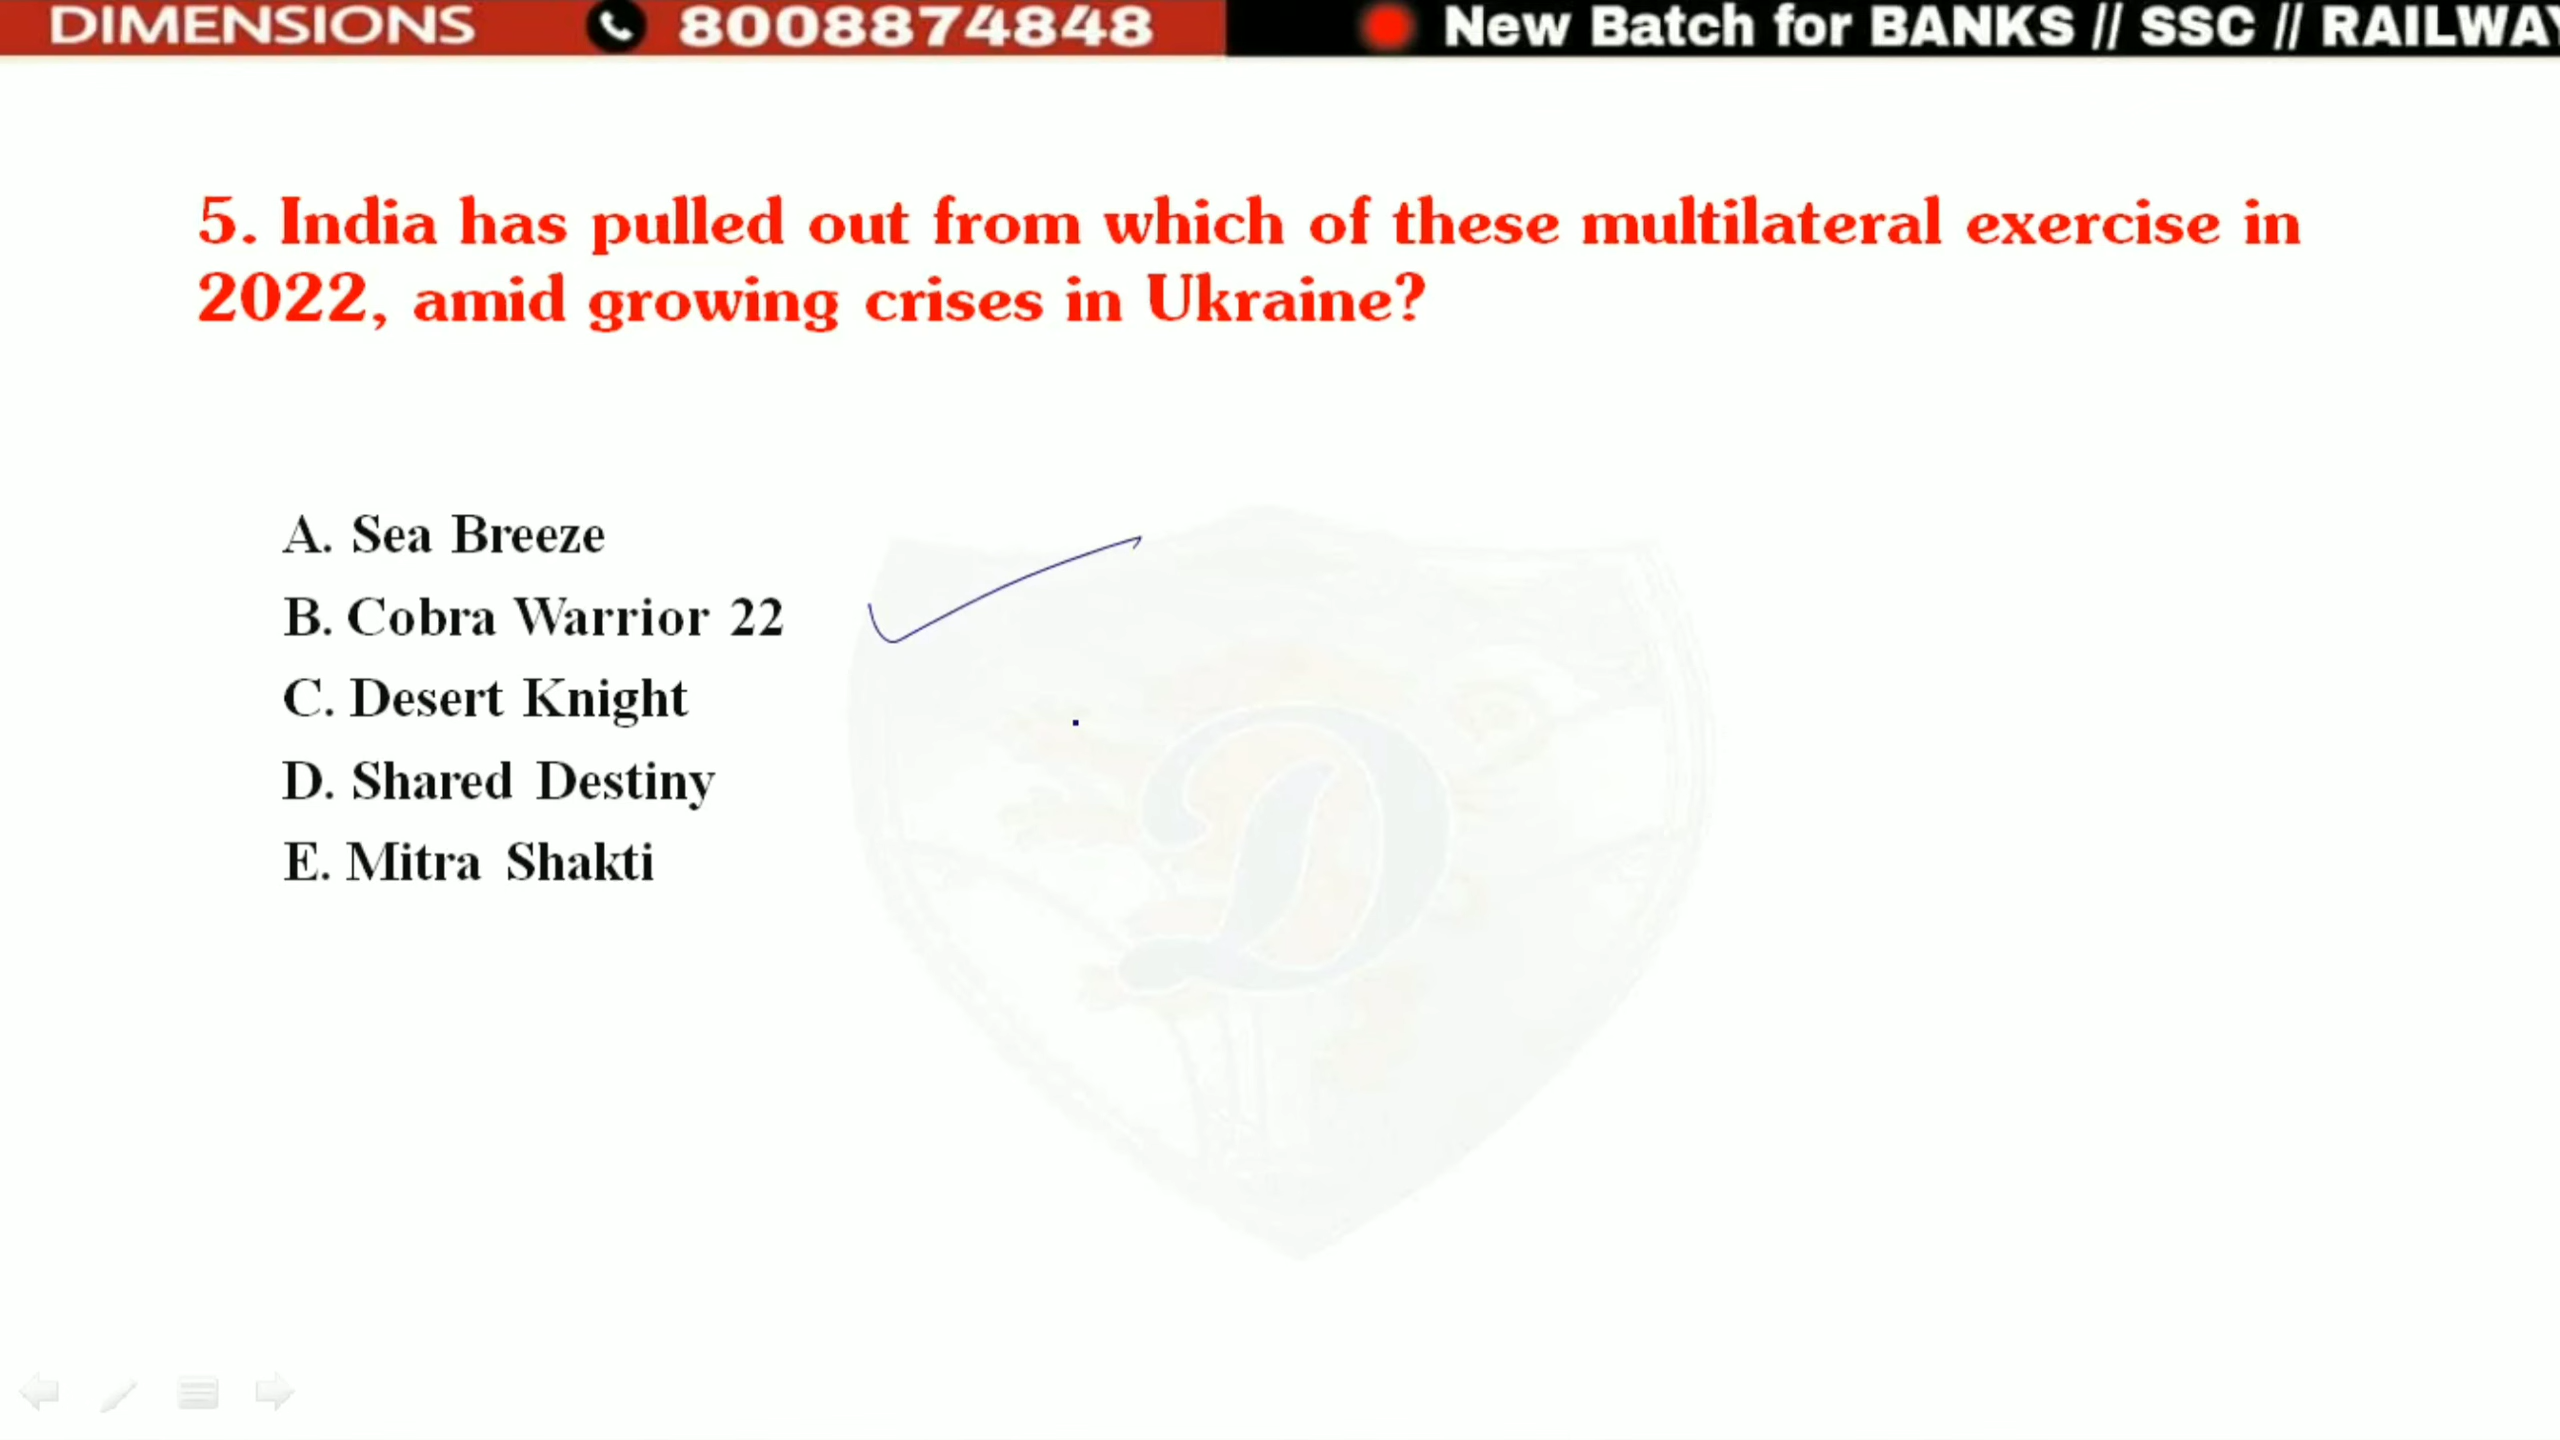 DIMENSIONS 8008874848 New Batch for BANKS // SSC // RAILWAY
5. India has pulled out from which of these multilateral exercise in
2022, amid growing crises in Ukraine?
A. Sea Breeze
B. Cobra Warrior 22
C. Desert Knight
D. Shared Destiny
E. Mitra Shakti
D